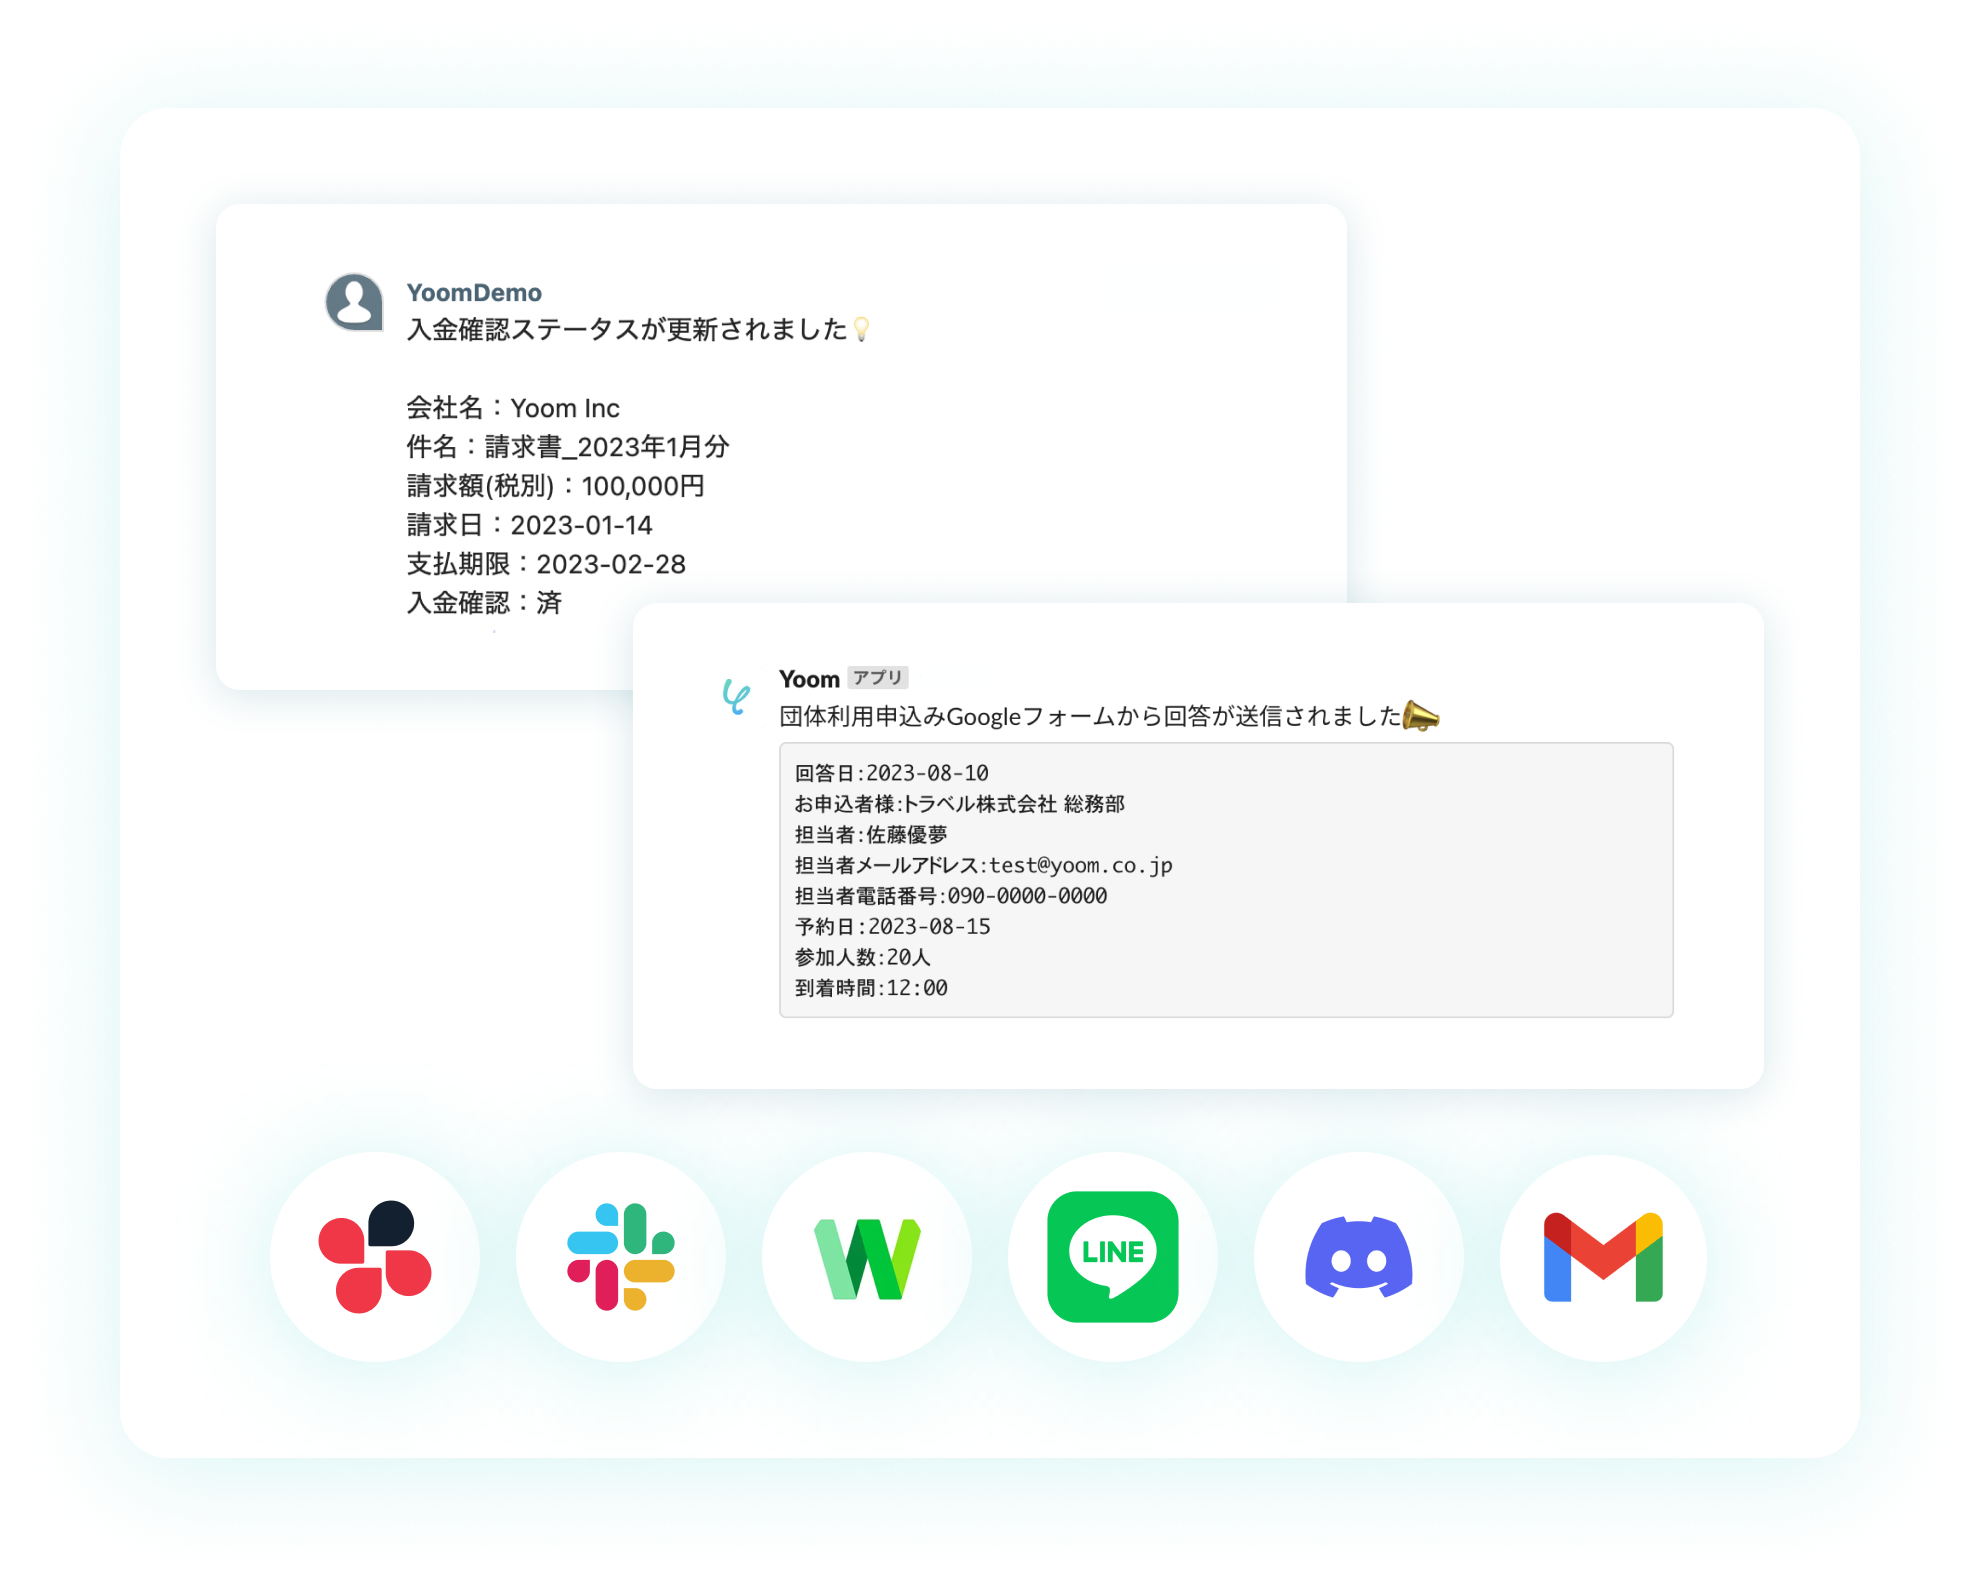 YoomDemo
入金確認ステータスが更新されました💡
会社名：Yoom Inc
件名：請求書_2023年1月分
請求額(税別)：100,000円
請求日：2023-01-14
支払期限：2023-02-28
入金確認：済
Yoom アプリ
団体利用申込みGoogleフォームから回答が送信されました📣
回答日:2023-08-10
お申込者様:トラベル株式会社 総務部
担当者:佐藤優夢
担当者メールアドレス:test@yoom.co.jp
担当者電話番号:090-0000-0000
予約日:2023-08-15
参加人数:20人
到着時間:12:00
LINE